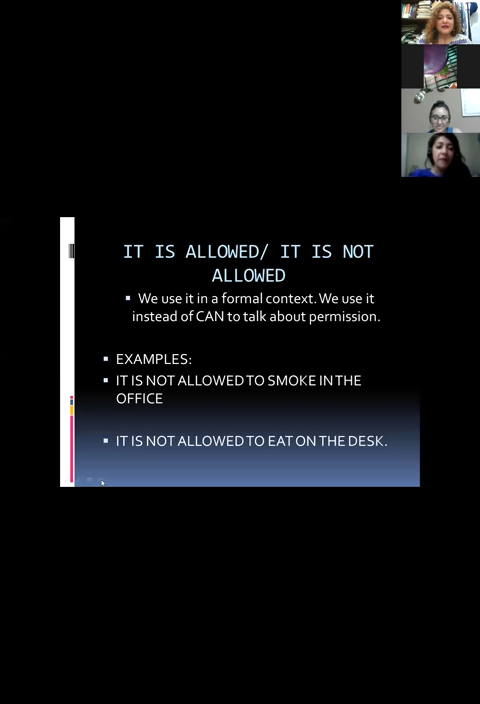 IT IS ALLOWED/ IT IS NOT
ALLOWED
We use it in a formal context. We use it
instead of CAN to talk about permission.
EXAMPLES:
IT IS NOT ALLOWED TO SMOKE IN THE
OFFICE
IT IS NOT ALLOWED TO EAT ON THE DESK.